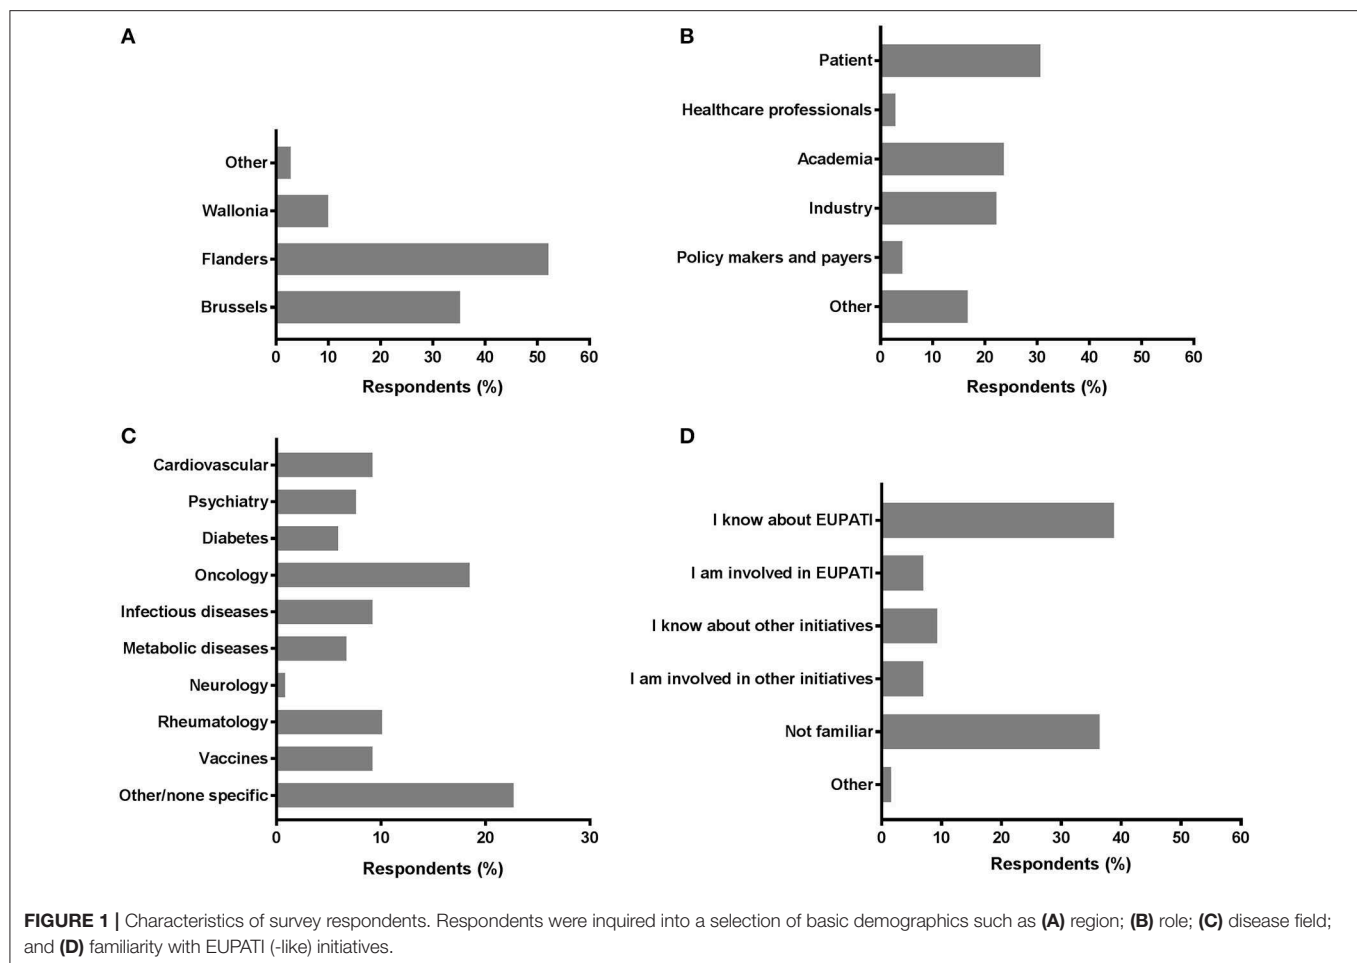 A
Other
Wallonia
Flanders
Brussels
0 10 20 30 40 50 60
Respondents (%)
B
Patient
Healthcare professionals
Academia
Industry
Policy makers and payers
Other
0 10 20 30 40 50 60
Respondents (%)
C
Cardiovascular
Psychiatry
Diabetes
Oncology
Infectious diseases
Metabolic diseases
Neurology
Rheumatology
Vaccines
Other/none specific
0 10 20 30
Respondents (%)
D
I know about EUPATI
I am involved in EUPATI
I know about other initiatives
I am involved in other initiatives
Not familiar
Other
0 10 20 30 40 50 60
Respondents (%)
FIGURE 1 | Characteristics of survey respondents. Respondents were inquired into a selection of basic demographics such as (A) region; (B) role; (C) disease field;
and (D) familiarity with EUPATI (-like) initiatives.